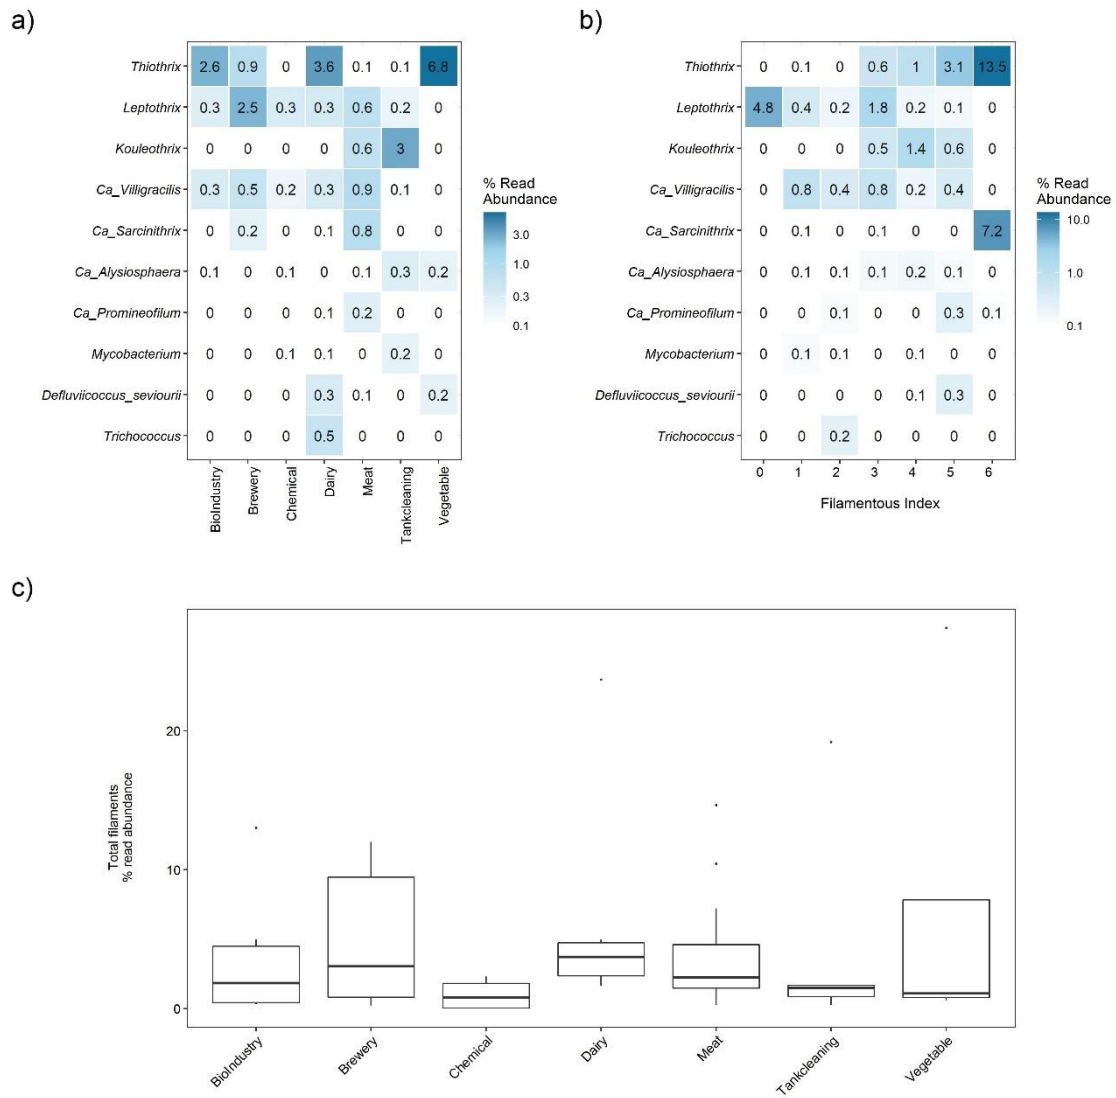 a)
Thiothrix 2.6 0.9 0 3.6 0.1 0.1 6.8
Leptothrix 0.3 2.5 0.3 0.3 0.6 0.2 0
Kouleothrix 0 0 0 0 0.6 3 0
Ca_Villigracilis 0.3 0.5 0.2 0.3 0.9 0.1 0
Ca_Sarcinithrix 0 0.2 0 0.1 0.8 0 0
Ca_Alysiosphaera 0.1 0 0.1 0 0.1 0.3 0.2
Ca_Promineofilum 0 0 0 0.1 0.2 0 0
Mycobacterium 0 0 0.1 0.1 0 0.2 0
Defluviicoccus_seviourii 0 0 0 0.3 0.1 0 0.2
Trichococcus 0 0 0 0.5 0 0 0
BioIndustry Brewery Chemical Dairy Meat Tankcleaning Vegetable
% Read
Abundance
3.0
1.0
0.3
0.1
b)
Thiothrix 0 0.1 0 0.6 1 3.1 13.5
Leptothrix 4.8 0.4 0.2 1.8 0.2 0.1 0
Kouleothrix 0 0 0 0.5 1.4 0.6 0
Ca_Villigracilis 0 0.8 0.4 0.8 0.2 0.4 0
Ca_Sarcinithrix 0 0.1 0 0.1 0 0 7.2
Ca_Alysiosphaera 0 0.1 0.1 0.1 0.2 0.1 0
Ca_Promineofilum 0 0 0.1 0 0 0.3 0.1
Mycobacterium 0 0.1 0.1 0 0.1 0 0
Defluviicoccus_seviourii 0 0 0 0 0.1 0.3 0
Trichococcus 0 0 0.2 0 0 0 0
0 1 2 3 4 5 6
Filamentous Index
% Read
Abundance
10.0
1.0
0.1
c)
Total filaments
% read abundance
20
10
0
BioIndustry Brewery Chemical Dairy Meat Tankcleaning Vegetable